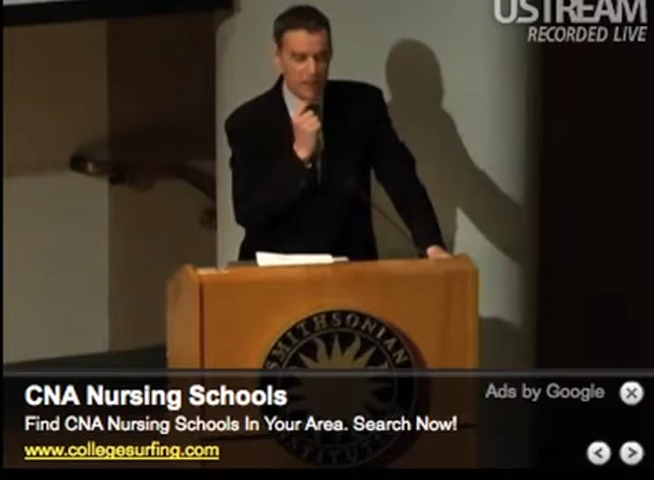 USTREAM
RECORDED LIVE
SMITHSONIAN
CNA Nursing Schools
Ads by Google
Find CNA Nursing Schools In Your Area. Search Now!
www.collegesurfing.com